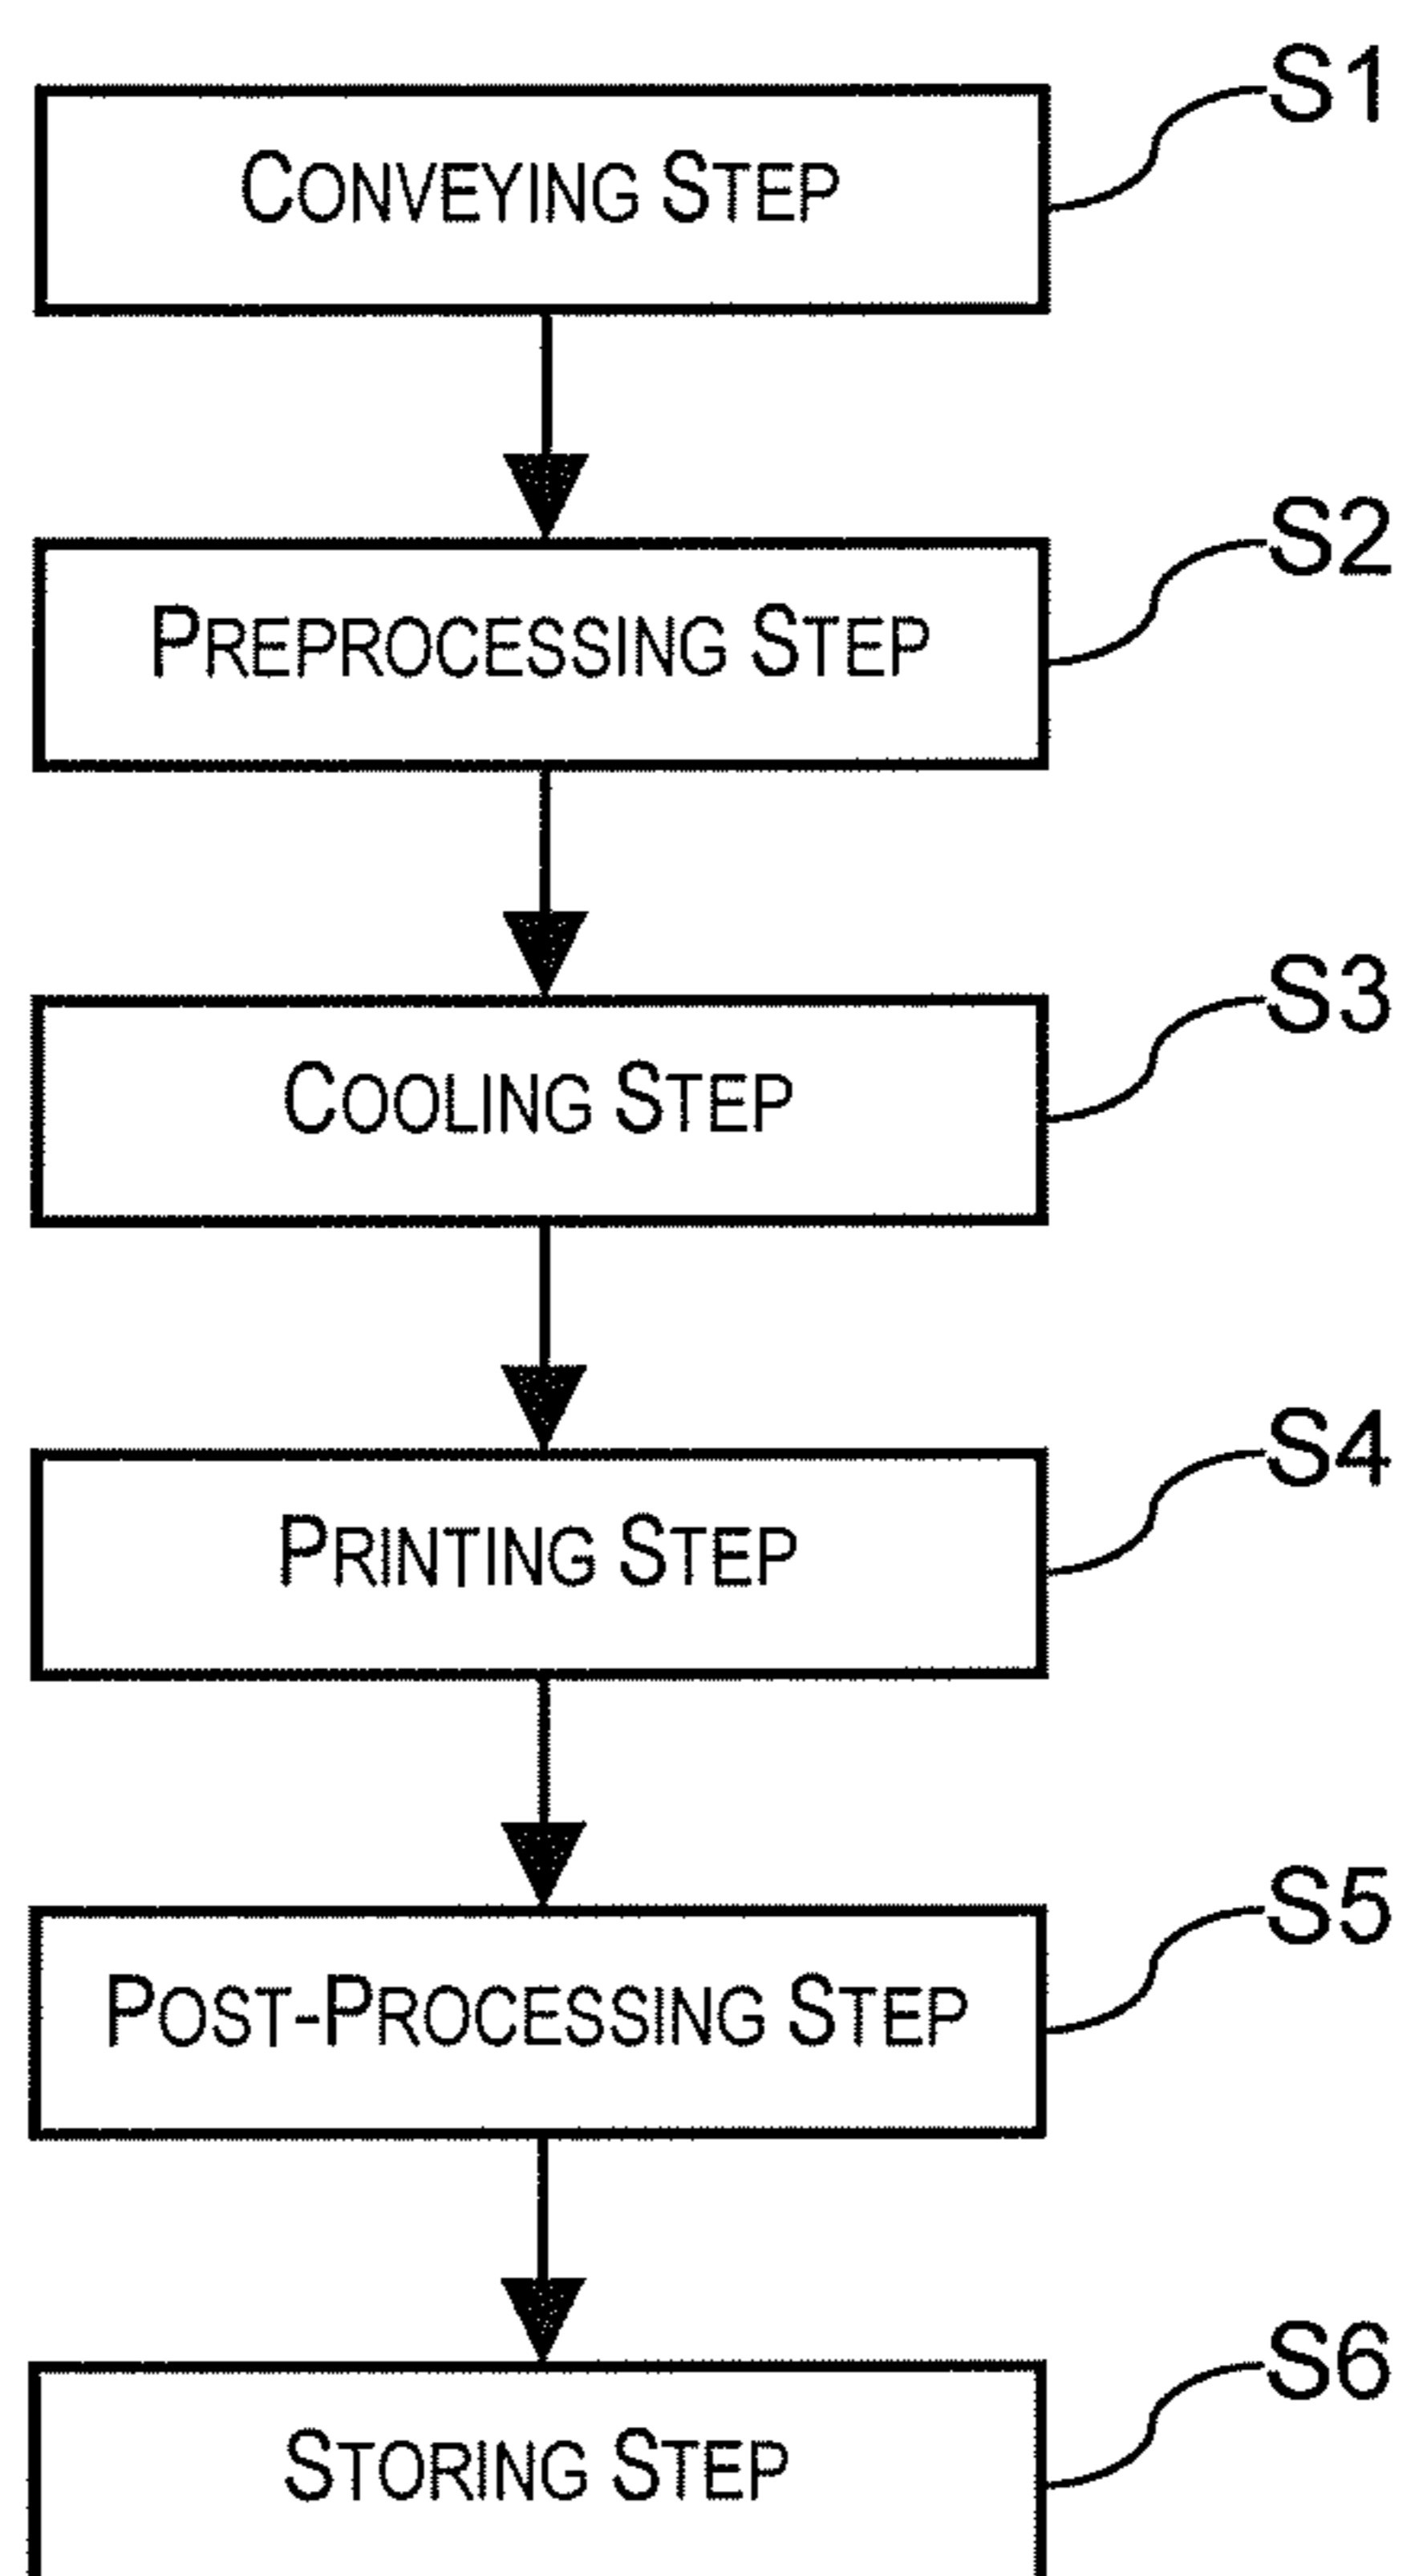 S1
CONVEYING STEP
S2
PREPROCESSING STEP
S3
COOLING STEP
S4
PRINTING STEP
S5
POST-PROCESSING STEP
S6
STORING STEP